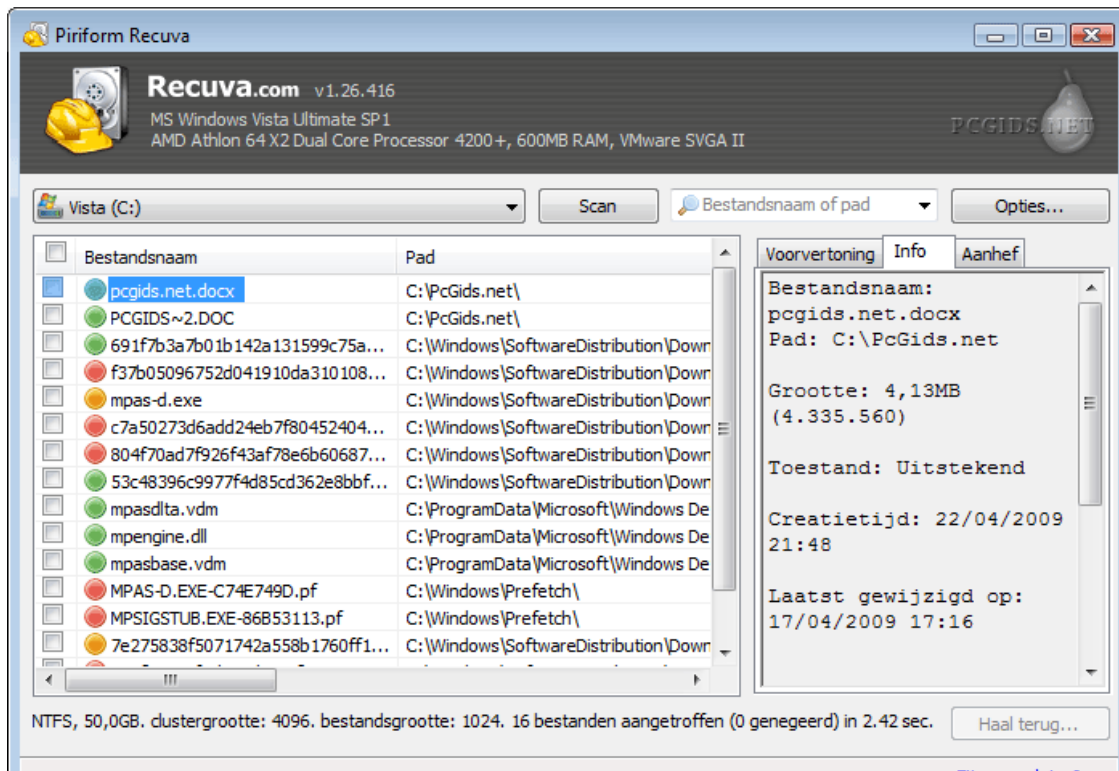 Piriform Recuva
Recuva.com v1.26.416
MS Windows Vista Ultimate SP1
AMD Athlon 64 X2 Dual Core Processor 4200+, 600MB RAM, VMware SVGA II
PCGIDS.NET
Vista (C:)
Scan
Bestandsnaam of pad
Opties...
Bestandsnaam Pad
pcgids.net.docx C:\PcGids.net\
PCGIDS~2.DOC C:\PcGids.net\
691f7b3a7b01b142a131599c75a... C:\Windows\SoftwareDistribution\Down
f37b05096752d041910da310108... C:\Windows\SoftwareDistribution\Down
mpas-d.exe C:\Windows\SoftwareDistribution\Down
c7a50273d6add24eb7f80452404... C:\Windows\SoftwareDistribution\Down
804f70ad7f926f43af78e6b60687... C:\Windows\SoftwareDistribution\Down
53c48396c9977f4d85cd362e8bbf... C:\Windows\SoftwareDistribution\Down
mpasdlta.vdm C:\ProgramData\Microsoft\Windows De
mpengine.dll C:\ProgramData\Microsoft\Windows De
mpasbase.vdm C:\ProgramData\Microsoft\Windows De
MPAS-D.EXE-C74E749D.pf C:\Windows\Prefetch\
MPSIGSTUB.EXE-86B53113.pf C:\Windows\Prefetch\
7e275838f5071742a558b1760ff1... C:\Windows\SoftwareDistribution\Down
Voorvertoning Info Aanhef
Bestandsnaam:
pcgids.net.docx
Pad: C:\PcGids.net
Grootte: 4,13MB
(4.335.560)
Toestand: Uitstekend
Creatietijd: 22/04/2009
21:48
Laatst gewijzigd op:
17/04/2009 17:16
NTFS, 50,0GB. clustergrootte: 4096. bestandsgrootte: 1024. 16 bestanden aangetroffen (0 genegeerd) in 2.42 sec.
Haal terug...